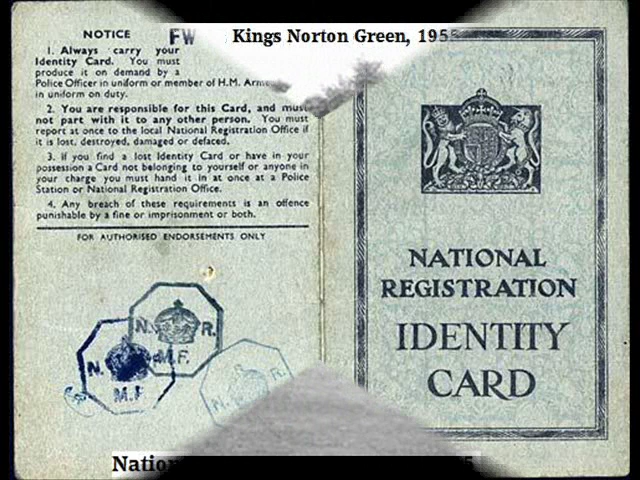 Kings Norton Green, 1955
NOTICE FW
1. Always carry your
Identity Card. You must
produce it on demand by a
Police Officer in uniform or member of H.M.
in uniform on duty.
2. You are responsible for this Card, and must
not part with it to any other person. You must
report at once to the local National Registration Office if
it is lost, destroyed, damaged or defaced.
3. If you find a lost Identity Card or have in your
possession a Card not belonging to yourself or anyone in
your charge you must hand it in at once at a Police
Station or National Registration Office.
4. Any breach of these requirements is an offence
punishable by a fine or imprisonment or both.
FOR AUTHORISED ENDORSEMENTS ONLY
N. R.
M.F.
N.
M.F
N. R.
NATIONAL
REGISTRATION
IDENTITY
CARD